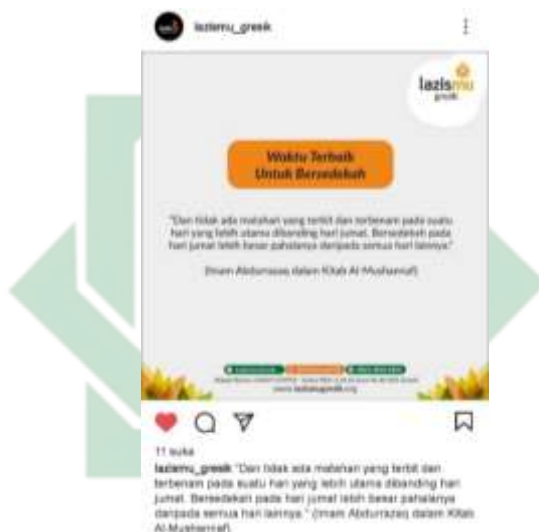 lazismu_gresik
lazismu
gresik
Waktu Terbaik
Untuk Bersedekah
"Dan tidak ada matahari yang terbit dan terbenam pada suatu
hari yang lebih utama dibanding hari jumat. Bersedekah pada
hari jumat lebih besar pahalanya daripada semua hari lainnya."
(Imam Abdurrazaq dalam Kitab Al-Mushannaf)
www.lazismugresik.org
11 suka
lazismu_gresik "Dan tidak ada matahari yang terbit dan
terbenam pada suatu hari yang lebih utama dibanding hari
jumat. Bersedekah pada hari jumat lebih besar pahalanya
daripada semua hari lainnya." (Imam Abdurrazaq dalam Kitab
Al-Mushannaf)